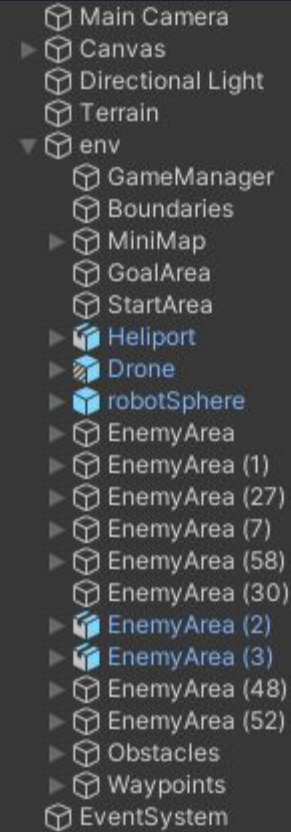 Main Camera
Canvas
Directional Light
Terrain
env
GameManager
Boundaries
MiniMap
GoalArea
StartArea
Heliport
Drone
robotSphere
EnemyArea
EnemyArea (1)
EnemyArea (27)
EnemyArea (7)
EnemyArea (58)
EnemyArea (30)
EnemyArea (2)
EnemyArea (3)
EnemyArea (48)
EnemyArea (52)
Obstacles
Waypoints
EventSystem